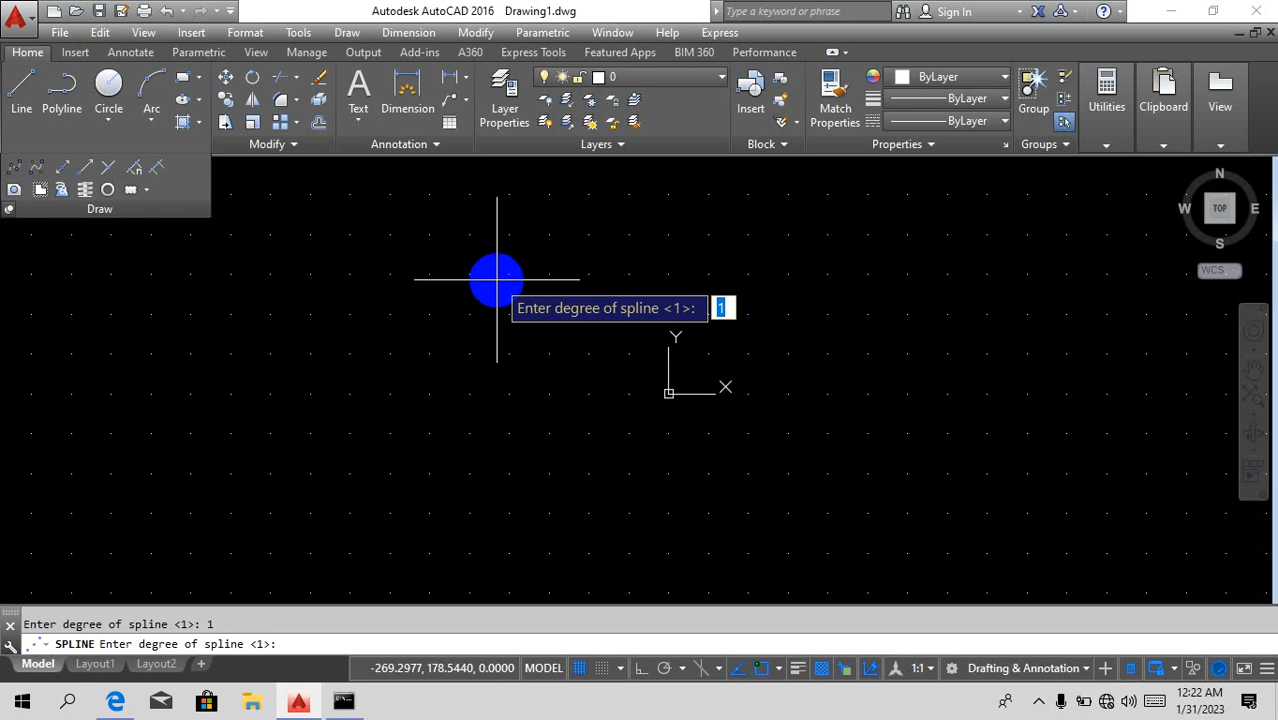 Autodesk AutoCAD 2016 Drawing1.dwg
Type a keyword or phrase
Sign In
File Edit View Insert Format Tools Draw Dimension Modify Parametric Window Help Express
Home Insert Annotate Parametric View Manage Output Add-ins A360 Express Tools Featured Apps BIM 360 Performance
Line Polyline Circle Arc
Text Dimension
Layer Properties
0
Insert
Match Properties
ByLayer
ByLayer
ByLayer
Group
Utilities
Clipboard
View
Modify Annotation Layers Block Properties Groups
Draw
N
W TOP E
S
WCS
Enter degree of spline <1>: 1
Y
X
Enter degree of spline <1>: 1
SPLINE Enter degree of spline <1>:
Model Layout1 Layout2 +
-269.2977, 178.5440, 0.0000 MODEL
1:1
Drafting & Annotation
12:22 AM
1/31/2023